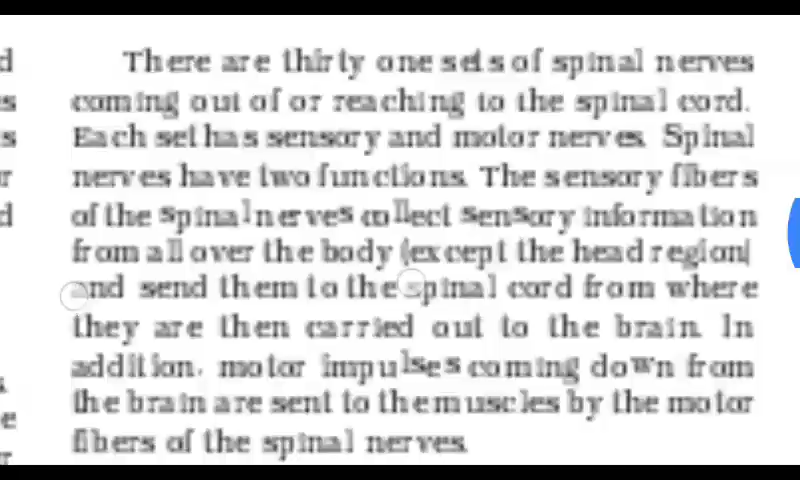 There are thirty one sets of spinal nerves
coming out of or reaching to the spinal cord.
Each set has sensory and motor nerves. Spinal
nerves have two functions. The sensory fibers
of the spinal nerves collect sensory information
from all over the body (except the head region)
and send them to the spinal cord from where
they are then carried out to the brain. In
addition, motor impulses coming down from
the brain are sent to the muscles by the motor
fibers of the spinal nerves.